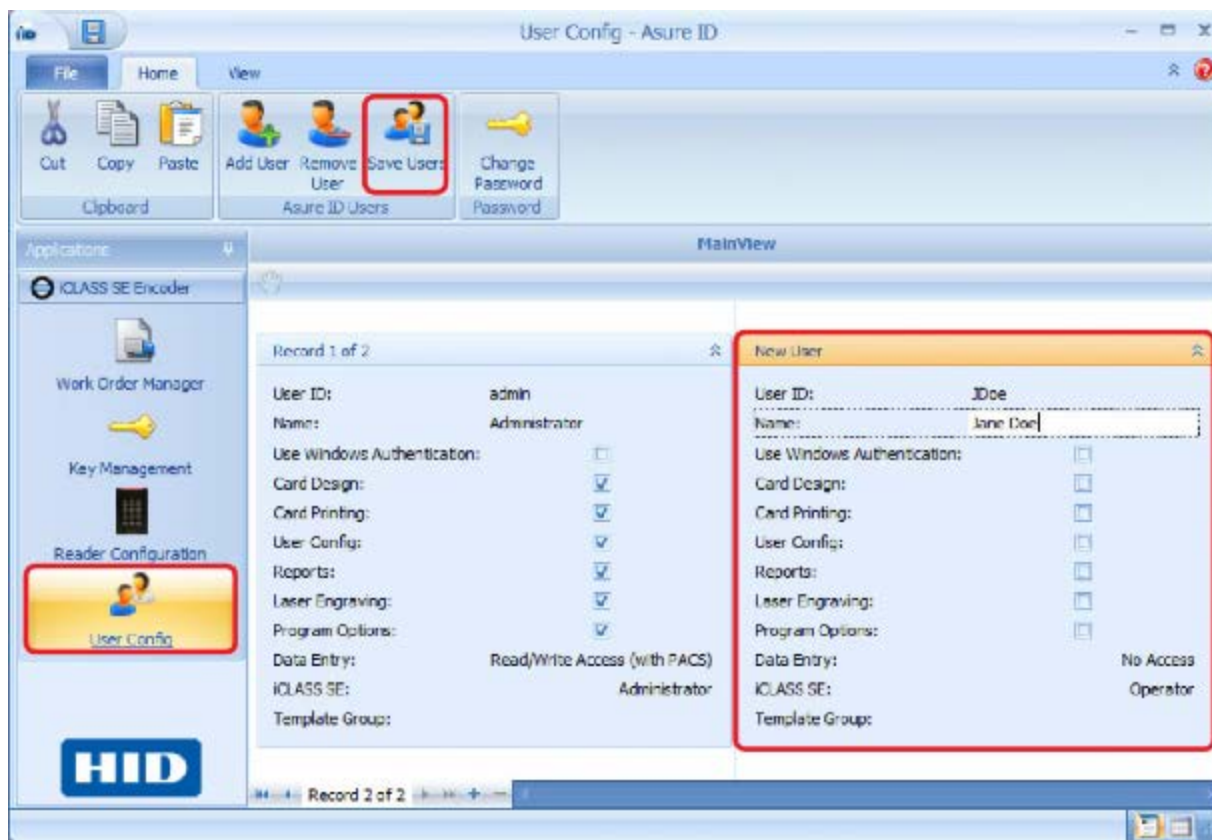 iD
User Config - Asure ID
File Home View
Cut Copy Paste Add User Remove User Save Users Change Password
Clipboard Asure ID Users Password
Applications
MainView
iCLASS SE Encoder
Work Order Manager
Key Management
Reader Configuration
User Config
HID
Record 1 of 2
User ID: admin
Name: Administrator
Use Windows Authentication:
Card Design:
Card Printing:
User Config:
Reports:
Laser Engraving:
Program Options:
Data Entry: Read/Write Access (with PACS)
iCLASS SE: Administrator
Template Group:
New User
User ID: JDoe
Name: Jane Doe
Use Windows Authentication:
Card Design:
Card Printing:
User Config:
Reports:
Laser Engraving:
Program Options:
Data Entry: No Access
iCLASS SE: Operator
Template Group:
Record 2 of 2